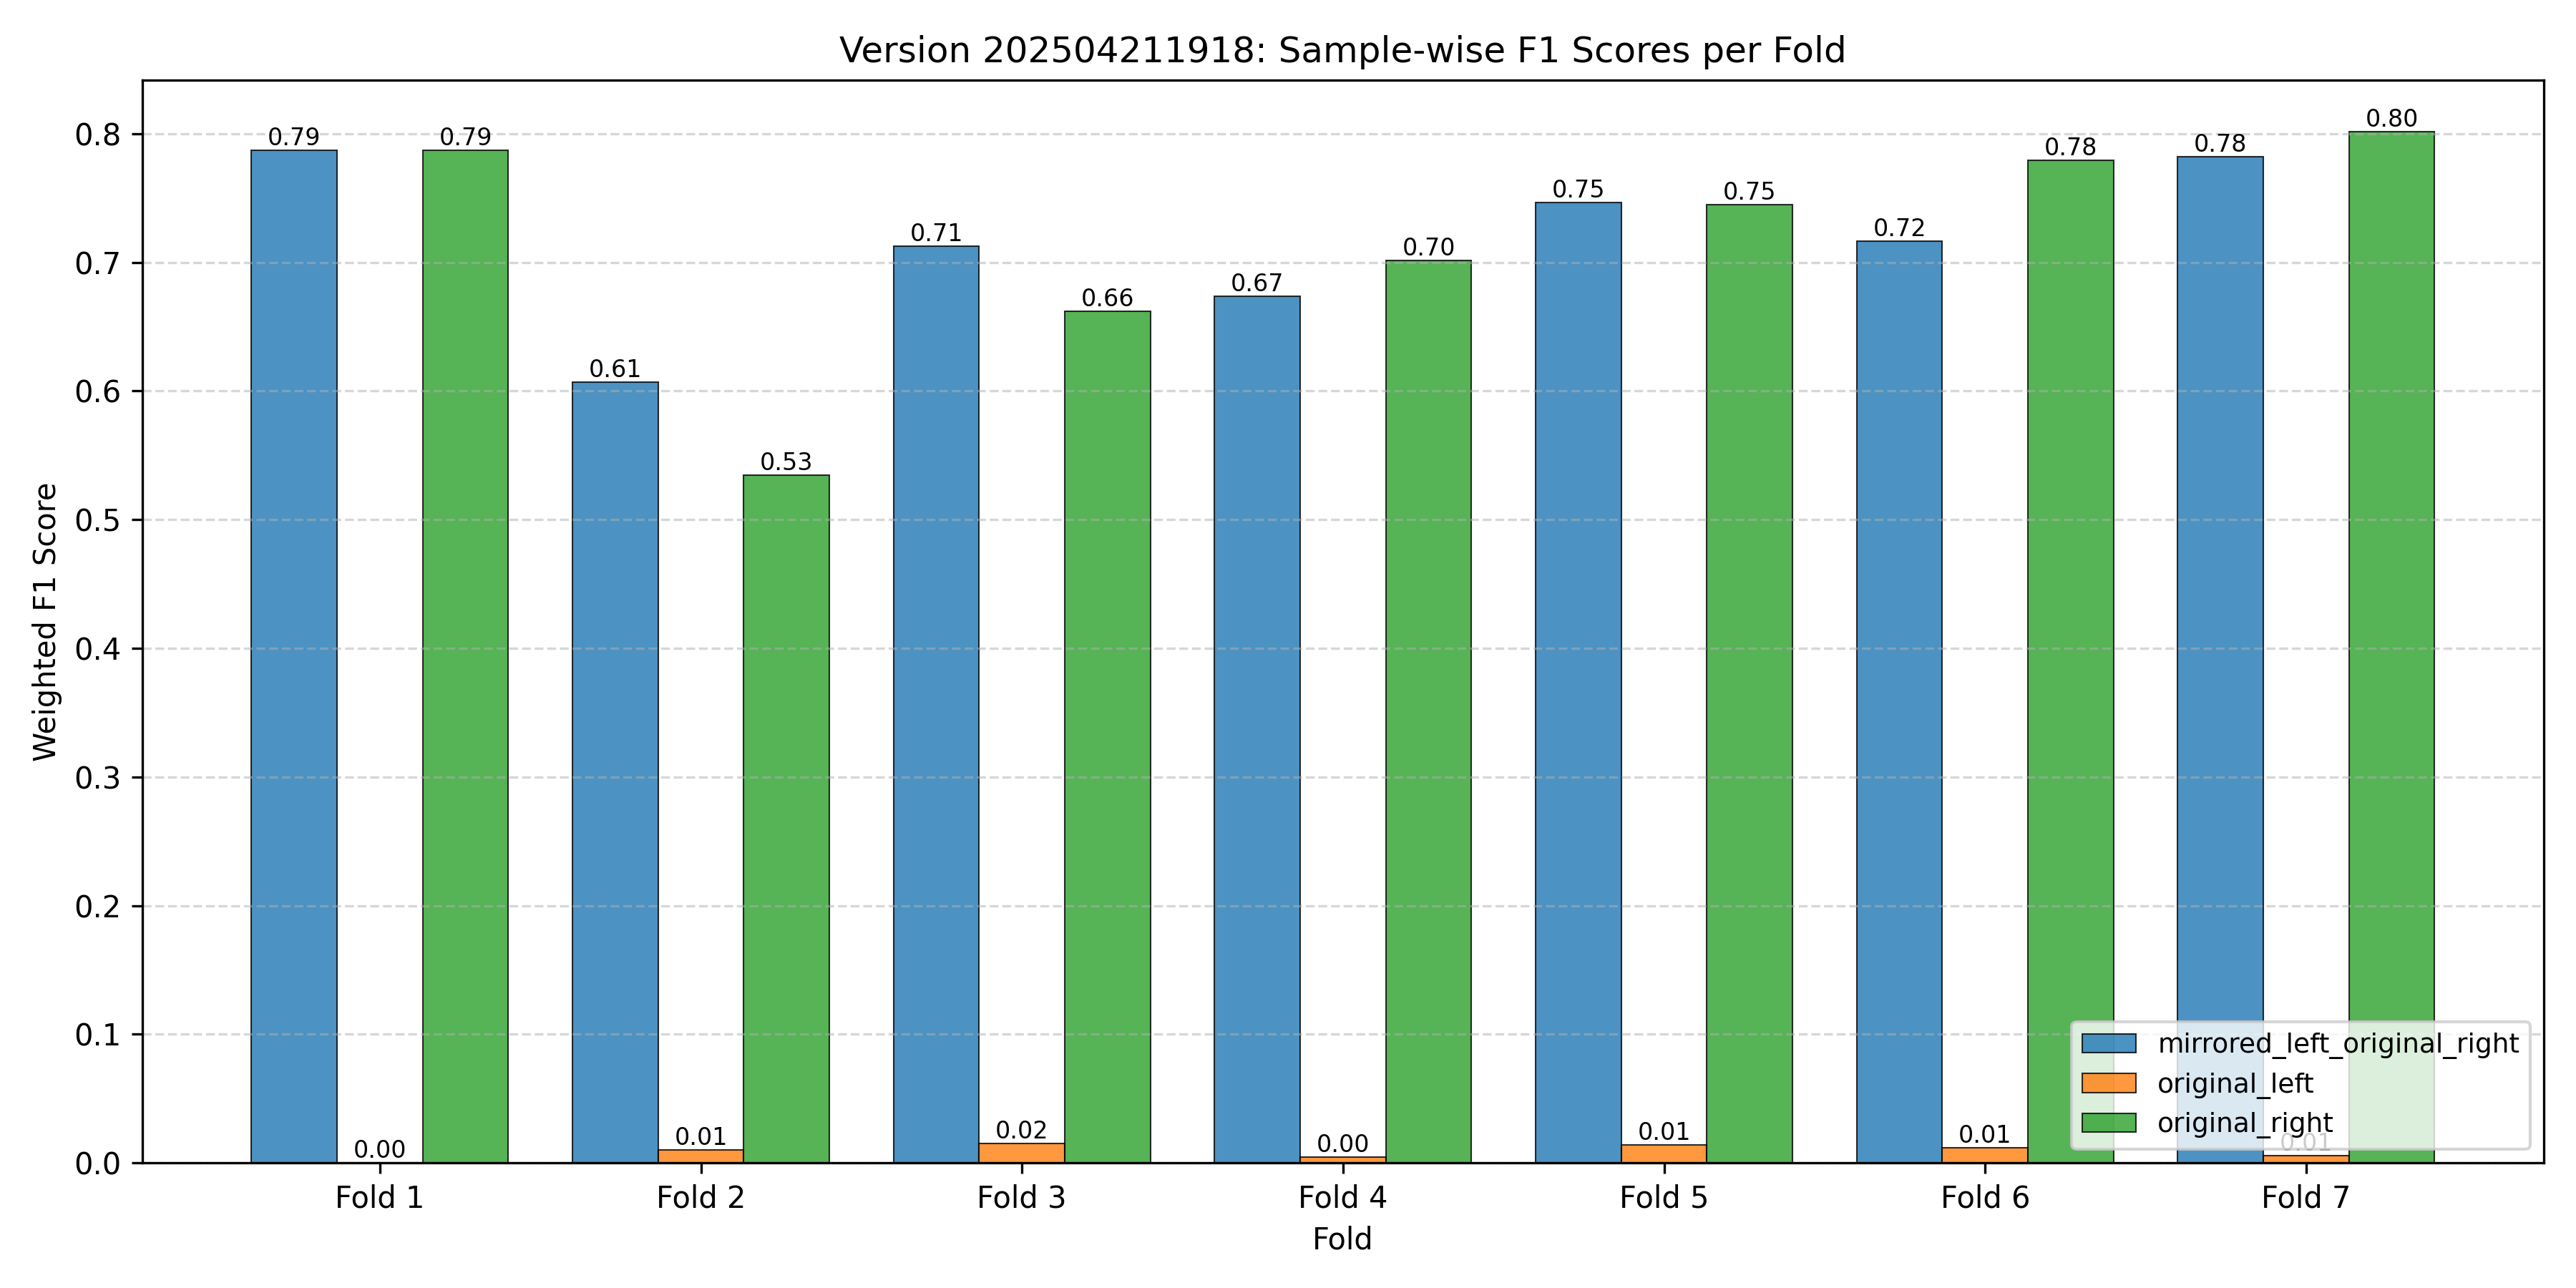 Version 202504211918: Sample-wise F1 Scores per Fold
Weighted F1 Score
0.8
0.7
0.6
0.5
0.4
0.3
0.2
0.1
0.0
0.79
0.00
0.79
0.61
0.01
0.53
0.71
0.02
0.66
0.67
0.00
0.70
0.75
0.01
0.75
0.72
0.01
0.78
0.78
0.01
0.80
mirrored_left_original_right
original_left
original_right
Fold 1
Fold 2
Fold 3
Fold 4
Fold 5
Fold 6
Fold 7
Fold